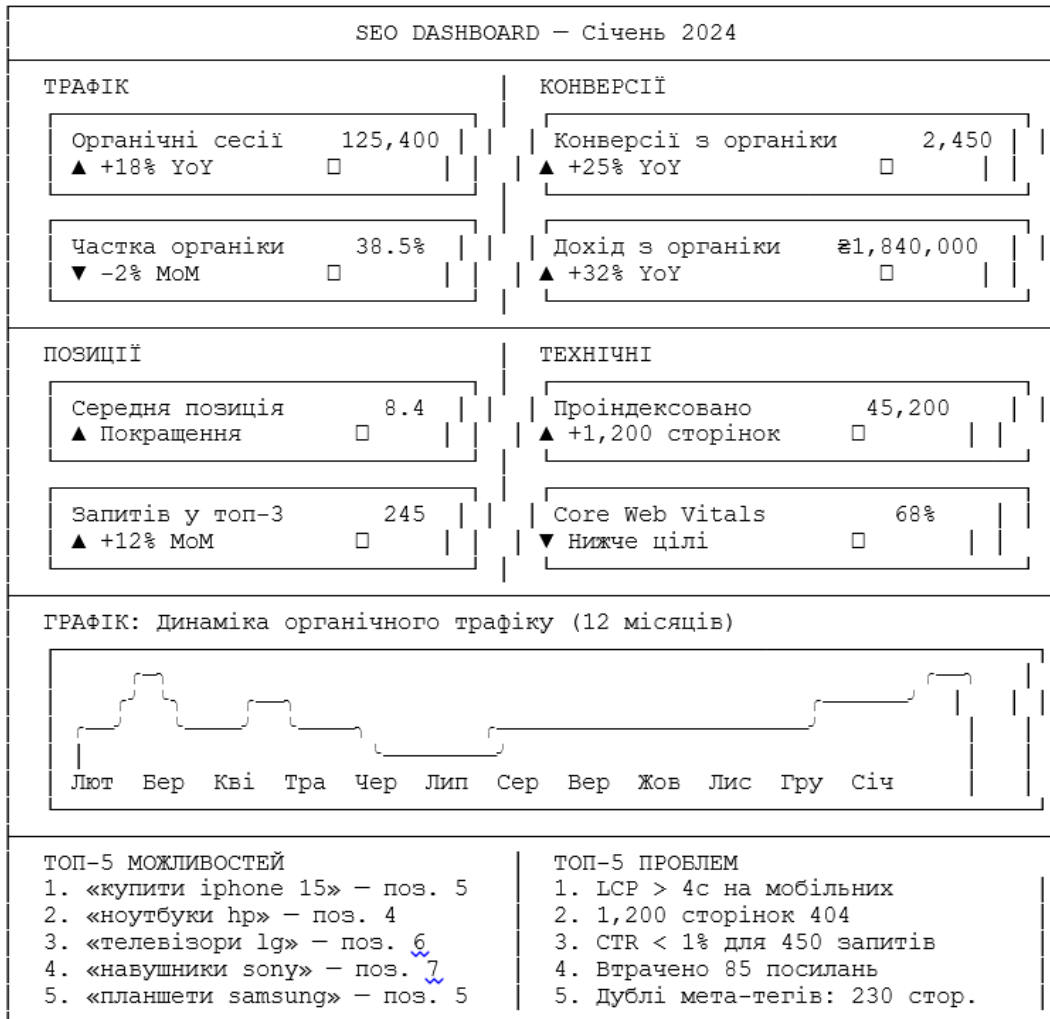 SEO DASHBOARD — Січень 2024
ТРАФІК
Органічні сесії 125,400
▲ +18% YoY □
Частка органіки 38.5%
▼ -2% MoM □
КОНВЕРСІЇ
Конверсії з органіки 2,450
▲ +25% YoY □
Дохід з органіки ₴1,840,000
▲ +32% YoY □
ПОЗИЦІЇ
Середня позиція 8.4
▲ Покращення □
Запитів у топ-3 245
▲ +12% MoM □
ТЕХНІЧНІ
Проіндексовано 45,200
▲ +1,200 сторінок □
Core Web Vitals 68%
▼ Нижче цілі □
ГРАФІК: Динаміка органічного трафіку (12 місяців)
Лют Бер Кві Тра Чер Лип Сер Вер Жов Лис Гру Січ
ТОП-5 МОЖЛИВОСТЕЙ
1. «купити iphone 15» — поз. 5
2. «ноутбуки hp» — поз. 4
3. «телевізори lg» — поз. 6
4. «навушники sony» — поз. 7
5. «планшети samsung» — поз. 5
ТОП-5 ПРОБЛЕМ
1. LCP > 4с на мобільних
2. 1,200 сторінок 404
3. CTR < 1% для 450 запитів
4. Втрачено 85 посилань
5. Дублі мета-тегів: 230 стор.